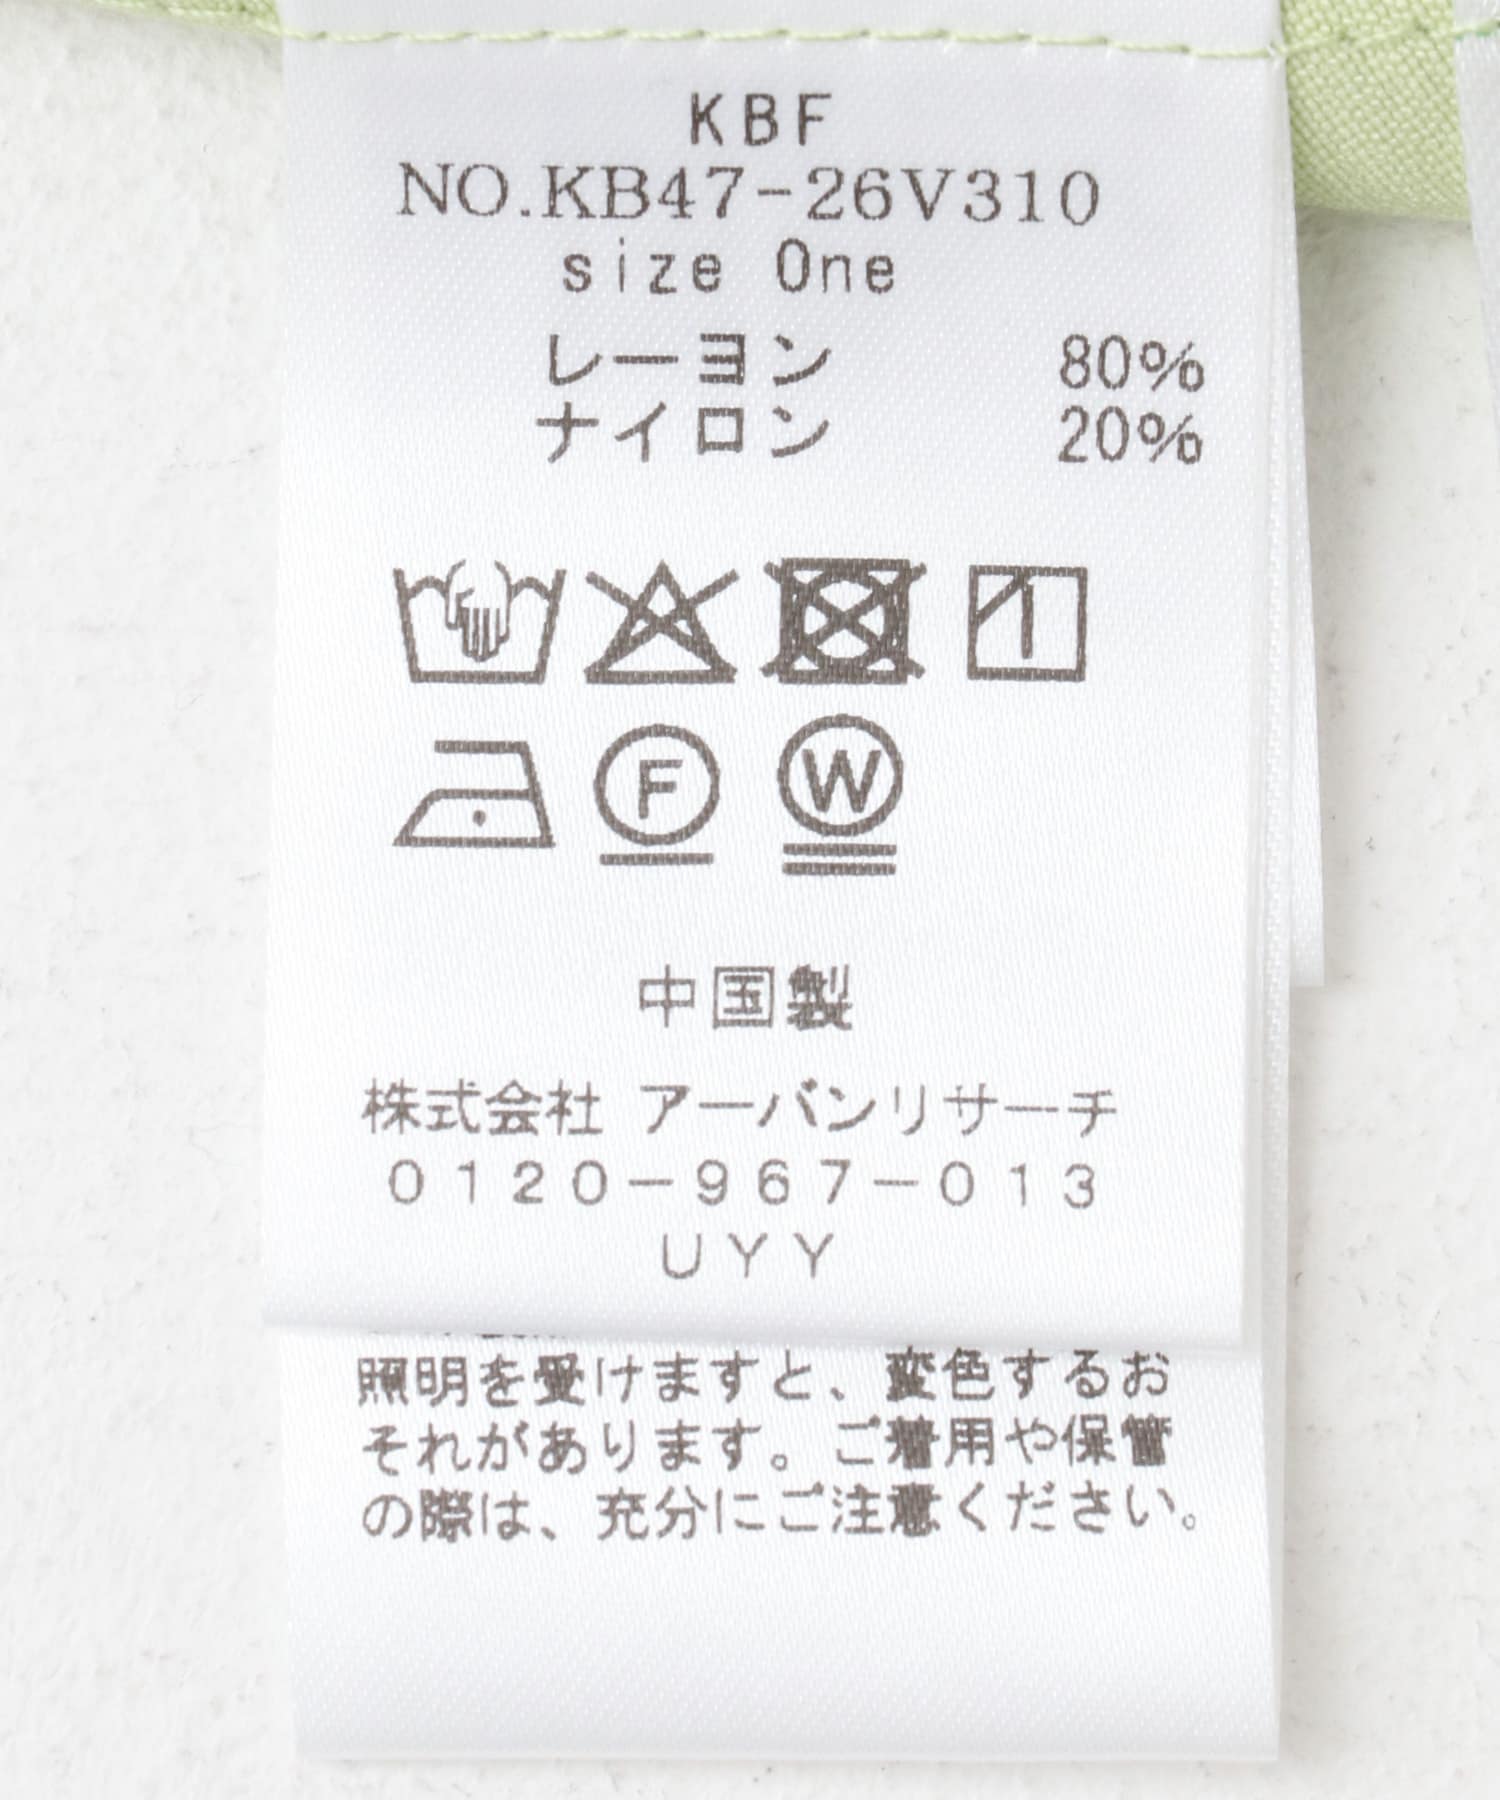 KBF
NO.KB47-26V310
size One
レーヨン 80%
ナイロン 20%
F
W
中国製
株式会社 アーバンリサーチ
0120-967-013
UYY
照明を受けますと、変色するお
それがあります。ご着用や保管
の際は、充分にご注意ください。